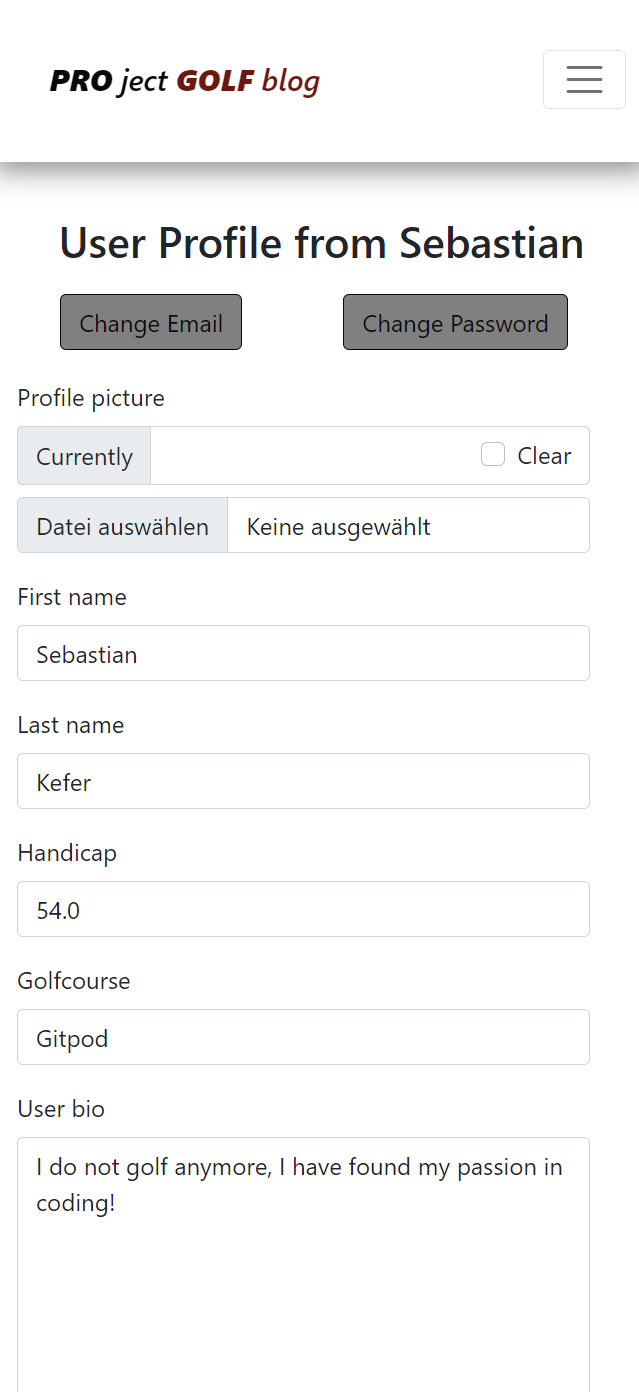 PRO ject GOLF blog
User Profile from Sebastian
Change Email
Change Password
Profile picture
Currently
Clear
Datei auswählen
Keine ausgewählt
First name
Sebastian
Last name
Kefer
Handicap
54.0
Golfcourse
Gitpod
User bio
I do not golf anymore, I have found my passion in
coding!